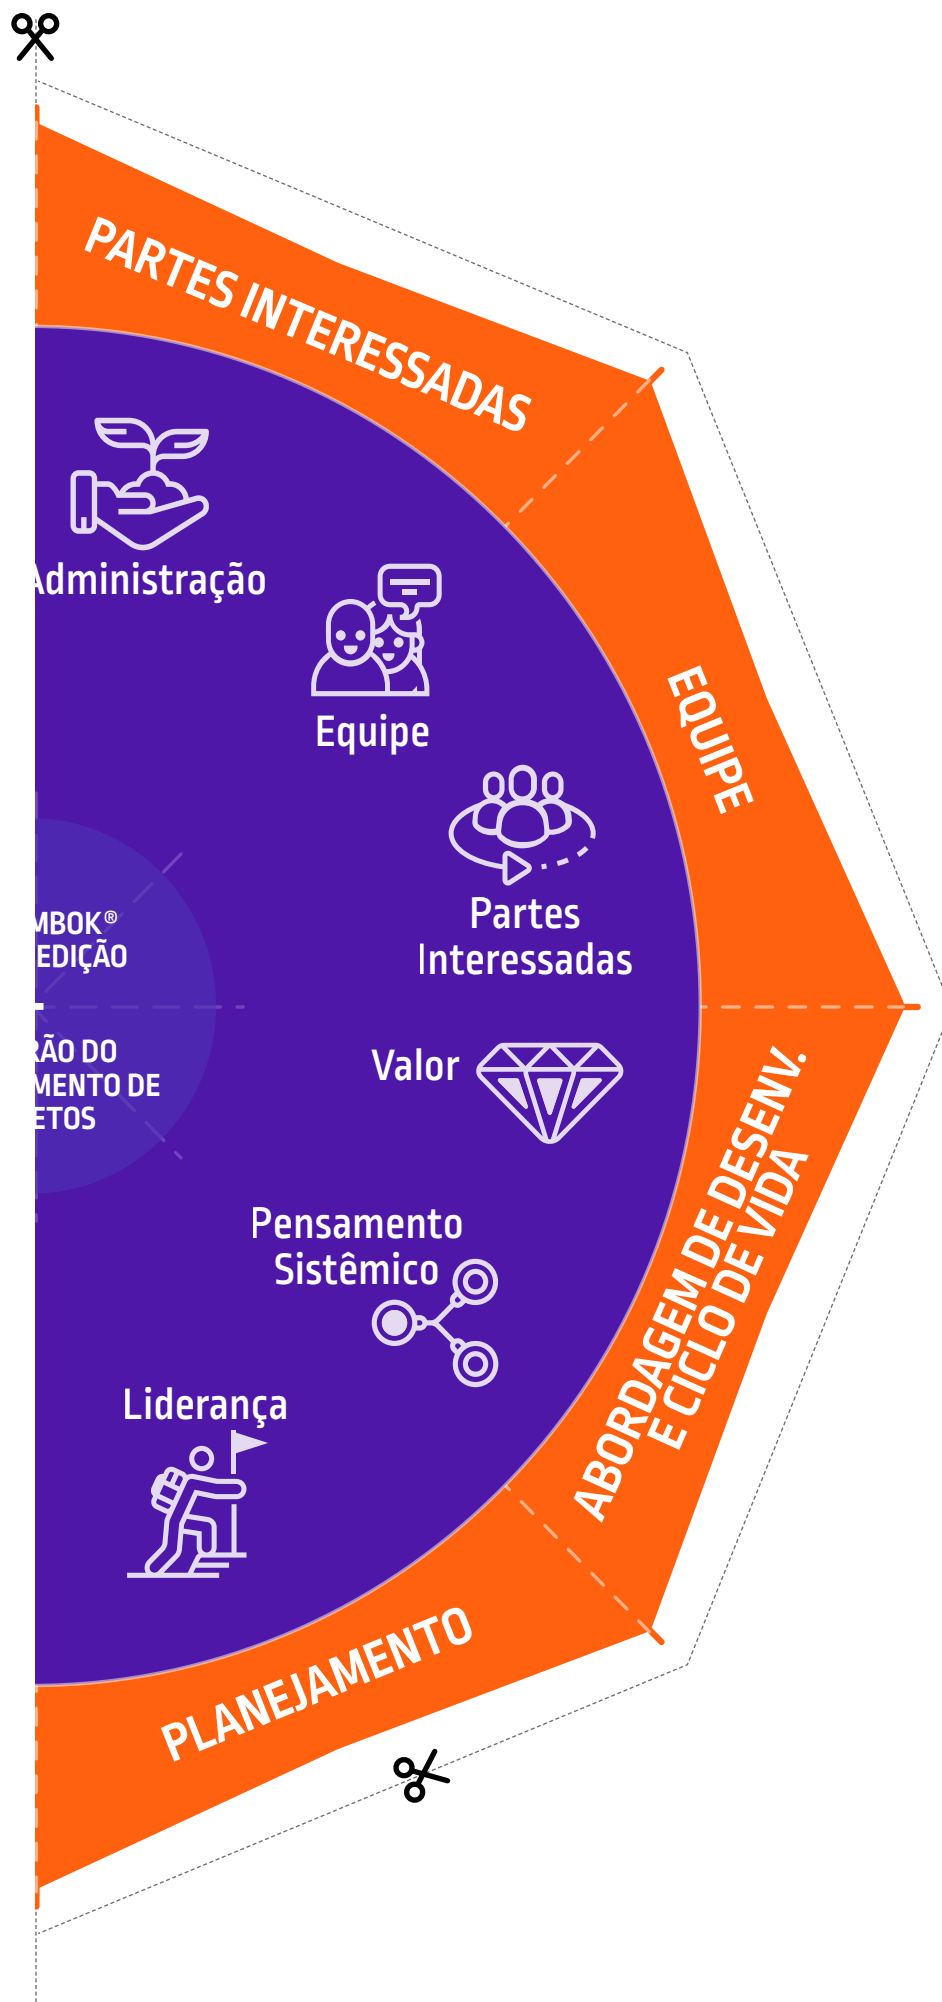 PARTES INTERESSADAS
Administração
Equipe
EQUIPE
Partes
Interessadas
MBOK®
EDIÇÃO
RÃO DO
MENTO DE
ETOS
Valor
ABORDAGEM DE DESENV.
E CICLO DE VIDA
Pensamento
Sistêmico
Liderança
PLANEJAMENTO